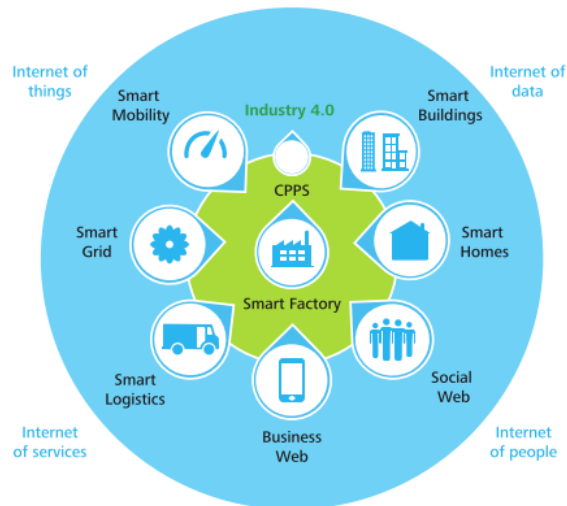 Internet of
things
Internet of
data
Smart
Mobility
Industry 4.0
Smart
Buildings
CPPS
Smart
Grid
Smart
Homes
Smart Factory
Smart
Logistics
Social
Web
Business
Web
Internet
of services
Internet
of people